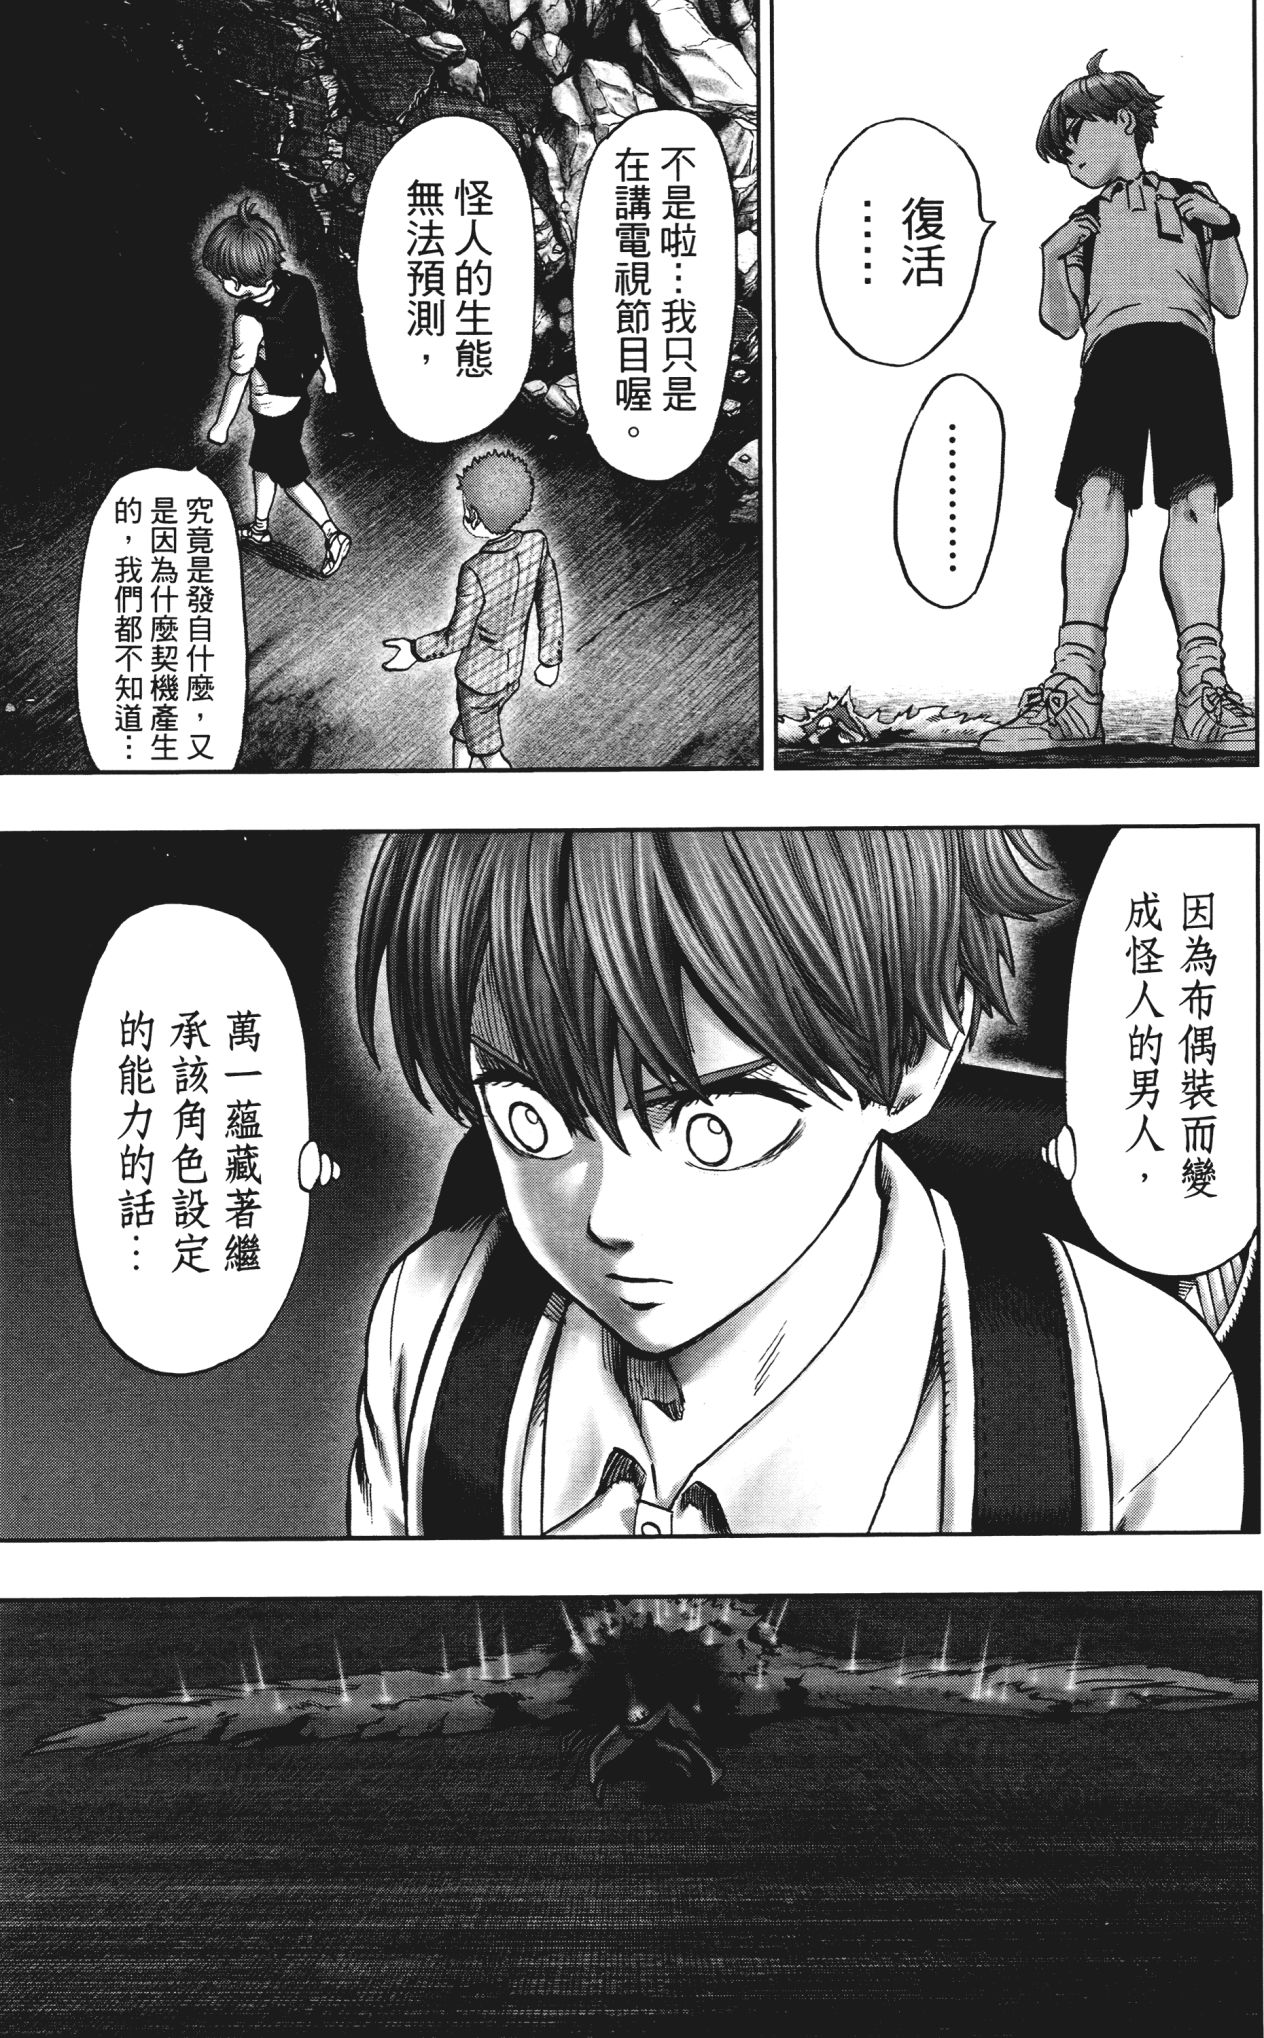 復活
⋯⋯
⋯⋯⋯⋯
不是啦⋯我只是
在講電視節目喔。
怪人的生態
無法預測，
究竟是發自什麼，又
是因為什麼契機產生
的，我們都不知道⋯
因為布偶裝而變
成怪人的男人，
萬一蘊藏著繼
承該角色設定
的能力的話⋯